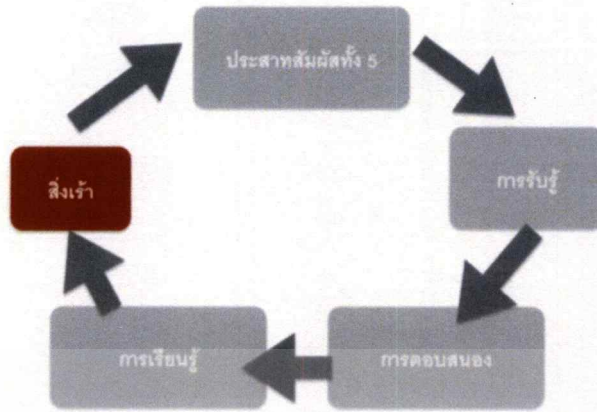 ประสาทสัมผัสทั้ง 5
สิ่งเร้า
การรับรู้
การเรียนรู้
การตอบสนอง